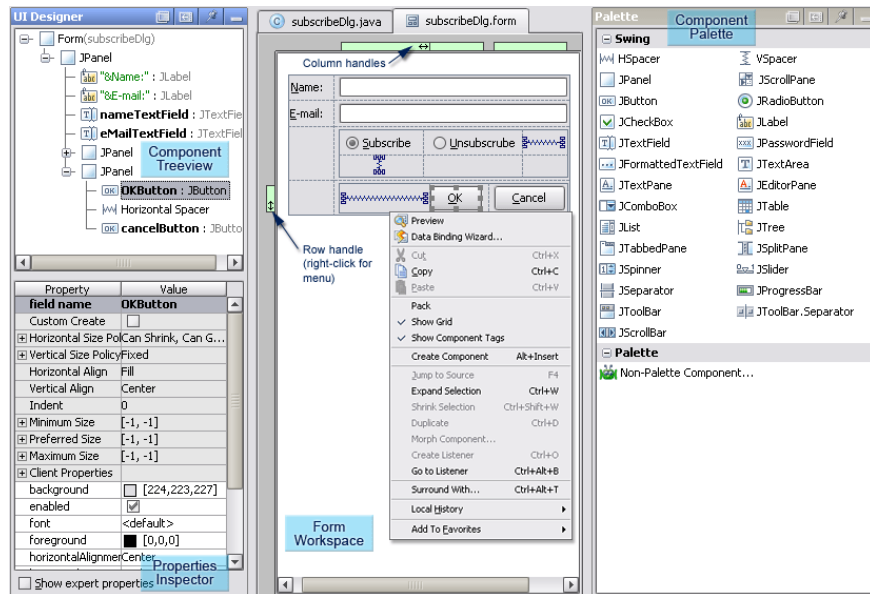 UI Designer
Form(subscribeDlg)
JPanel
"&Name:" : JLabel
"&E-mail:" : JLabel
nameTextField : JTextFie
eMailTextField : JTextFiel
JPanel
JPanel
OKButton : JButton
Horizontal Spacer
cancelButton : JButto
Component
Treeview
Property Value
field name OKButton
Custom Create
Horizontal Size Pol Can Shrink, Can G...
Vertical Size Policy Fixed
Horizontal Align Fill
Vertical Align Center
Indent 0
Minimum Size [-1, -1]
Preferred Size [-1, -1]
Maximum Size [-1, -1]
Client Properties
background [224,223,227]
enabled
font <default>
foreground [0,0,0]
horizontalAlignmen Center
Show expert properties
Properties
Inspector
subscribeDlg.java
subscribeDlg.form
Column handles
Name:
E-mail:
Subscribe
Unsubscrube
OK
Cancel
Row handle
(right-click for
menu)
Preview
Data Binding Wizard...
Cut Ctrl+X
Copy Ctrl+C
Paste Ctrl+V
Pack
Show Grid
Show Component Tags
Create Component Alt+Insert
Jump to Source F4
Expand Selection Ctrl+W
Shrink Selection Ctrl+Shift+W
Duplicate Ctrl+D
Morph Component...
Create Listener Ctrl+O
Go to Listener Ctrl+Alt+B
Surround With... Ctrl+Alt+T
Local History
Add To Favorites
Form
Workspace
Palette
Component
Palette
Swing
HSpacer VSpacer
JPanel JScrollPane
JButton JRadioButton
JCheckBox JLabel
JTextField JPasswordField
JFormattedTextField JTextArea
JTextPane JEditorPane
JComboBox JTable
JList JTree
JTabbedPane JSplitPane
JSpinner JSlider
JSeparator JProgressBar
JToolBar JToolBar.Separator
JScrollBar
Palette
Non-Palette Component...